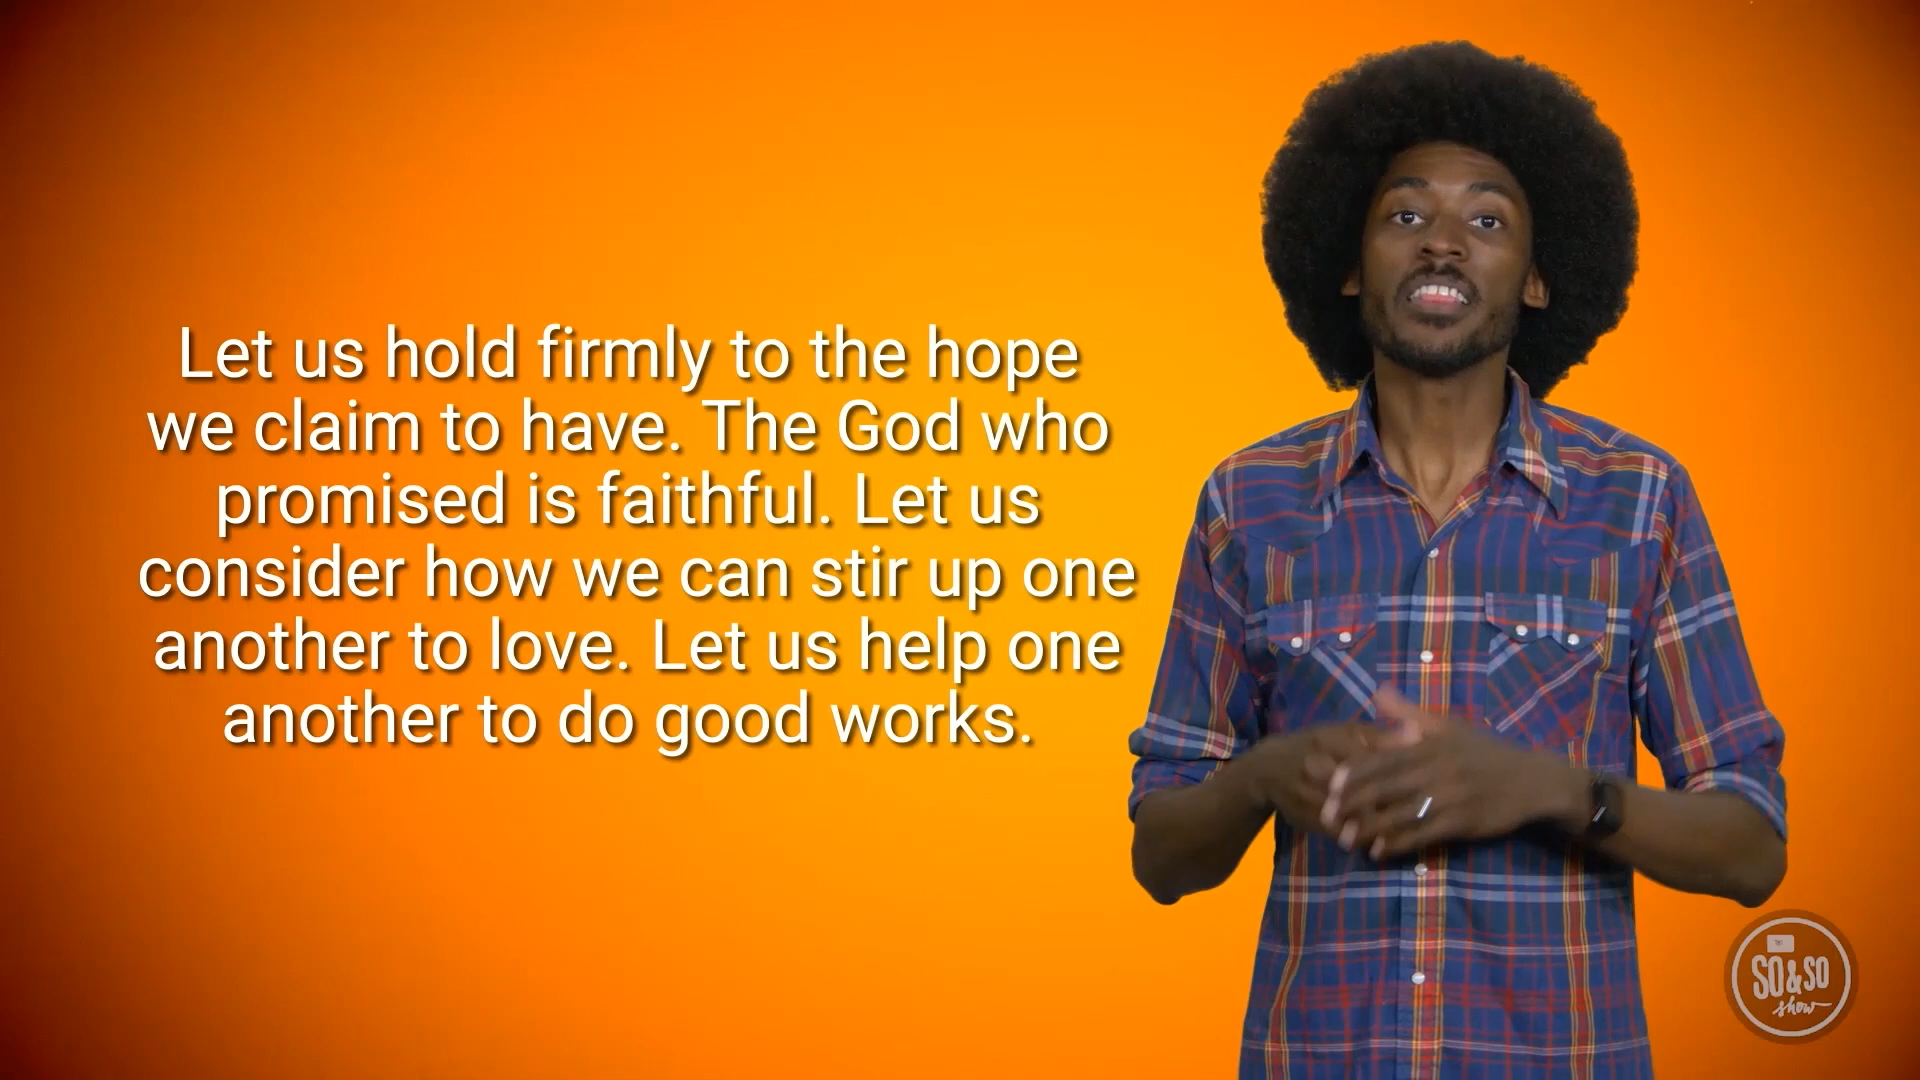 Let us hold firmly to the hope
we claim to have. The God who
promised is faithful. Let us
consider how we can stir up one
another to love. Let us help one
another to do good works.
SO & SO
show